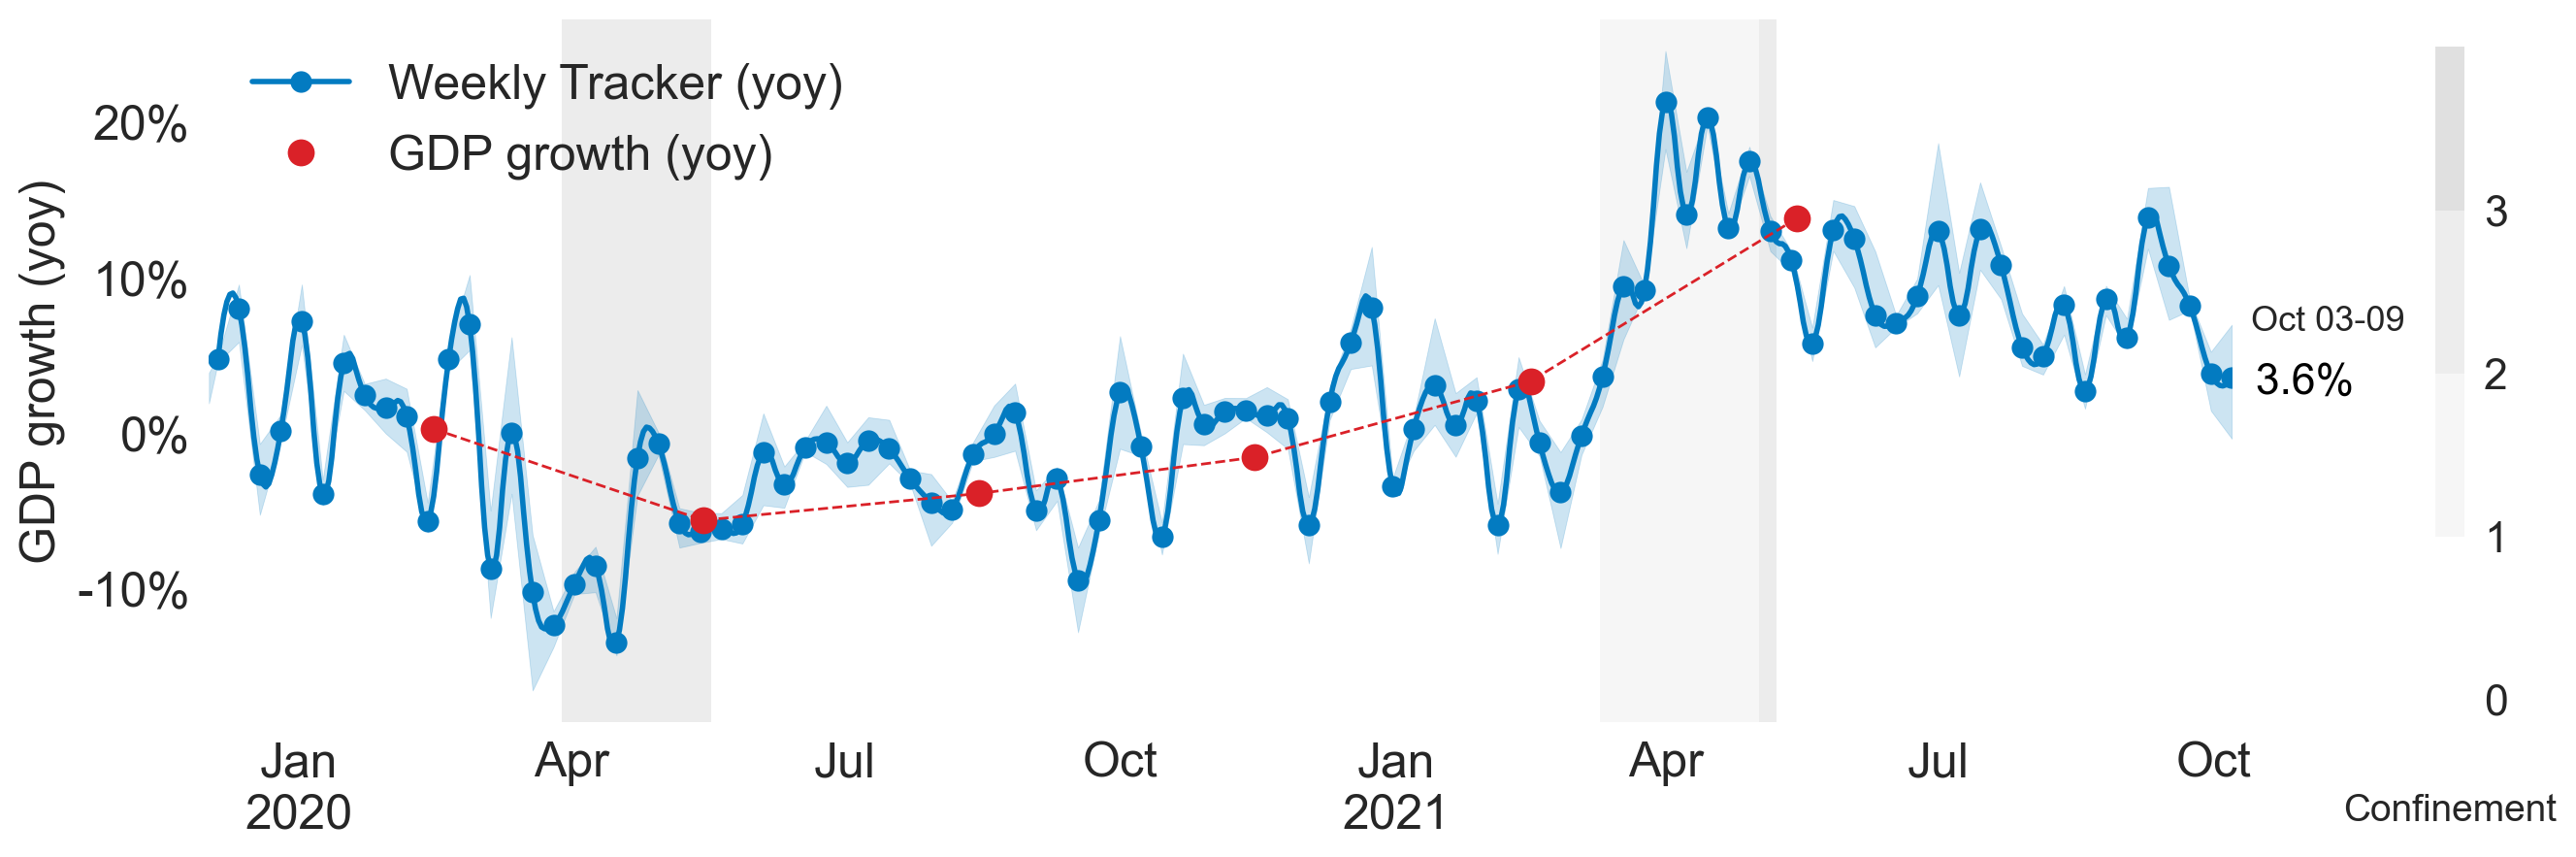 Weekly Tracker (yoy)
GDP growth (yoy)
GDP growth (yoy)
20%
10%
0%
-10%
Jan
2020
Apr
Jul
Oct
Jan
2021
Apr
Jul
Oct
Oct 03-09
3.6%
3
2
1
0
Confinement